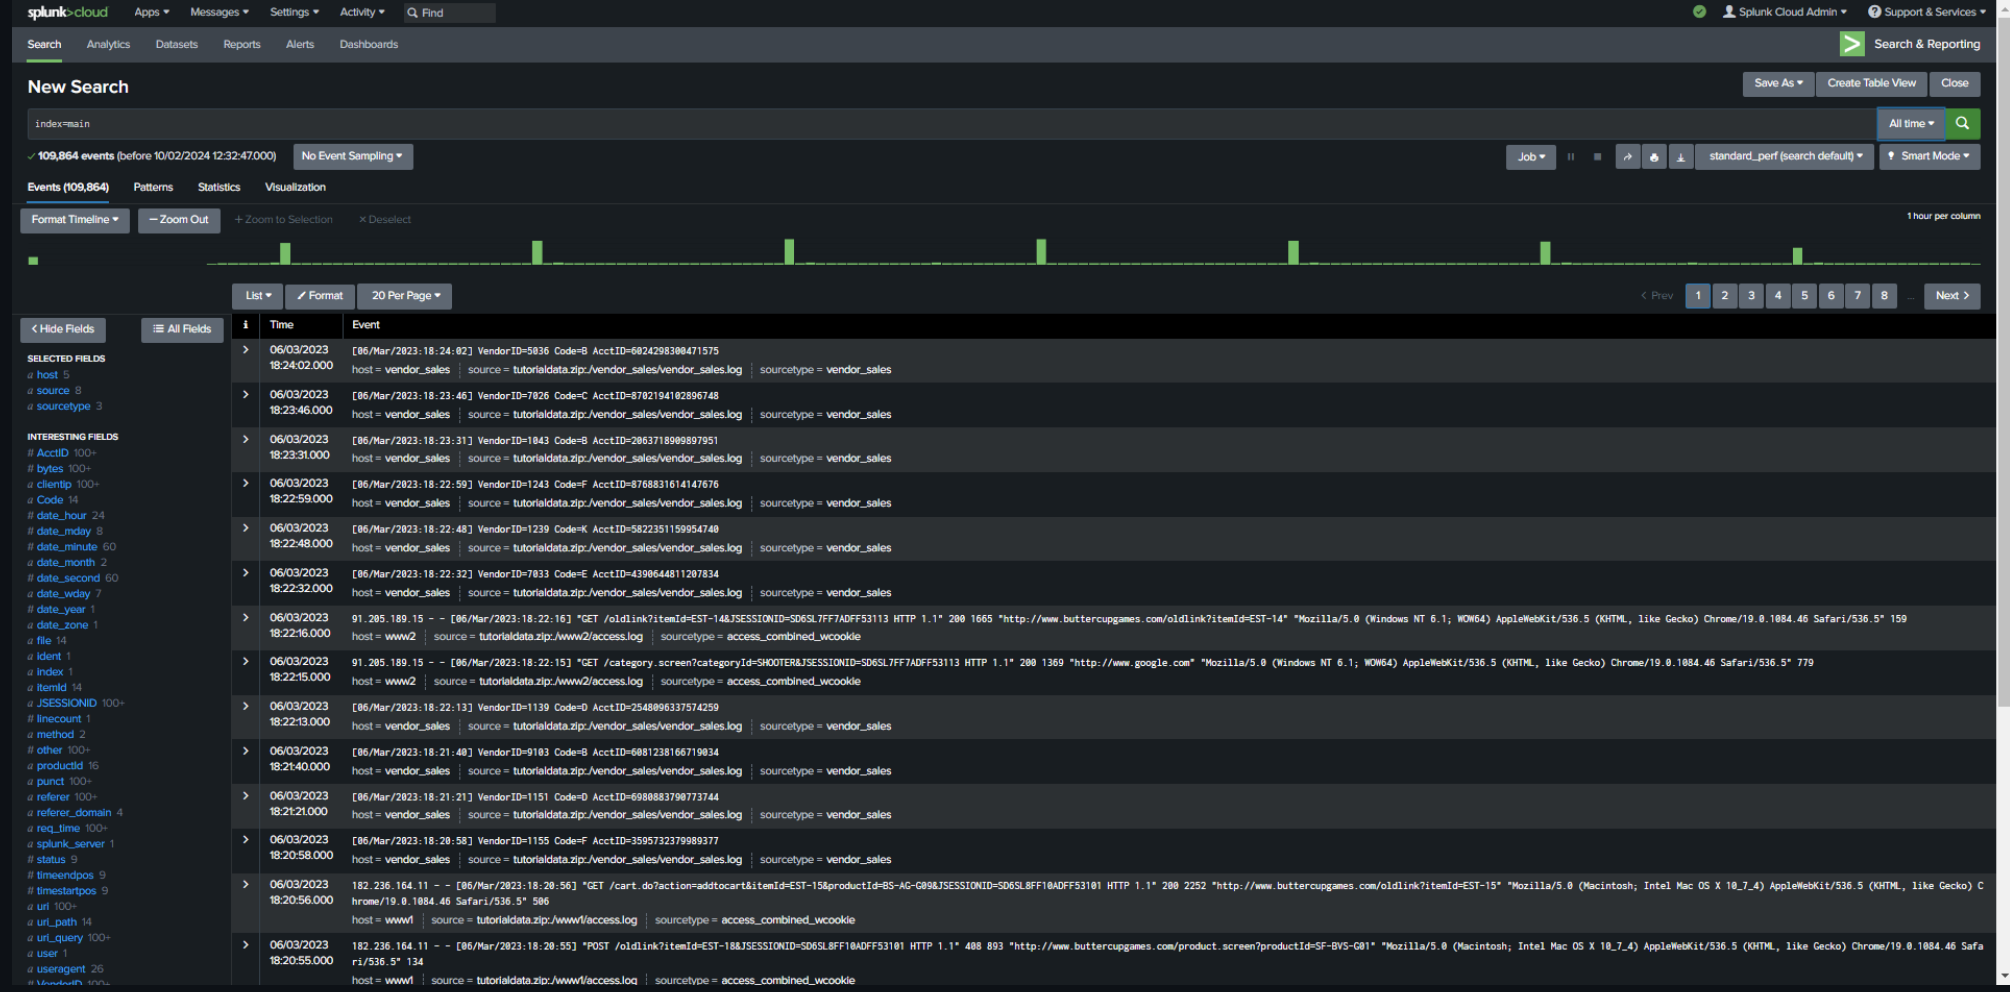 splunk>cloud Apps ▾ Messages ▾ Settings ▾ Activity ▾ Find Splunk Cloud Admin ▾ Support & Services ▾
Search Analytics Datasets Reports Alerts Dashboards Search & Reporting
New Search Save As ▾ Create Table View Close
index=main All time ▾
✓ 109,864 events (before 10/02/2024 12:32:47.000) No Event Sampling ▾ Job ▾ standard_perf (search default) ▾ Smart Mode ▾
Events (109,864) Patterns Statistics Visualization
Format Timeline ▾ — Zoom Out + Zoom to Selection × Deselect 1 hour per column
List ▾ Format 20 Per Page ▾ < Prev 1 2 3 4 5 6 7 8 ... Next >
< Hide Fields All Fields
SELECTED FIELDS
a host 5
a source 8
a sourcetype 3
INTERESTING FIELDS
# AcctID 100+
# bytes 100+
a clientip 100+
a Code 14
# date_hour 24
# date_mday 8
# date_minute 60
a date_month 2
# date_second 60
a date_wday 7
# date_year 1
a date_zone 1
a file 14
a ident 1
a index 1
a itemId 14
a JSESSIONID 100+
# linecount 1
a method 2
# other 100+
a productId 16
a punct 100+
a referer 100+
a referer_domain 4
a req_time 100+
a splunk_server 1
# status 9
# timeendpos 9
# timestartpos 9
a uri 100+
a uri_path 14
a uri_query 100+
a user 1
a useragent 26
# VendorID 100+
i Time Event
06/03/2023 18:24:02.000 [06/Mar/2023:18:24:02] VendorID=5036 Code=B AcctID=6024298300471575
host = vendor_sales source = tutorialdata.zip:./vendor_sales/vendor_sales.log sourcetype = vendor_sales
06/03/2023 18:23:46.000 [06/Mar/2023:18:23:46] VendorID=7026 Code=C AcctID=8702194102896748
host = vendor_sales source = tutorialdata.zip:./vendor_sales/vendor_sales.log sourcetype = vendor_sales
06/03/2023 18:23:31.000 [06/Mar/2023:18:23:31] VendorID=1043 Code=B AcctID=2063718909897951
host = vendor_sales source = tutorialdata.zip:./vendor_sales/vendor_sales.log sourcetype = vendor_sales
06/03/2023 18:22:59.000 [06/Mar/2023:18:22:59] VendorID=1243 Code=F AcctID=8768831614147676
host = vendor_sales source = tutorialdata.zip:./vendor_sales/vendor_sales.log sourcetype = vendor_sales
06/03/2023 18:22:48.000 [06/Mar/2023:18:22:48] VendorID=1239 Code=K AcctID=5822351159954740
host = vendor_sales source = tutorialdata.zip:./vendor_sales/vendor_sales.log sourcetype = vendor_sales
06/03/2023 18:22:32.000 [06/Mar/2023:18:22:32] VendorID=7033 Code=E AcctID=4390644811207834
host = vendor_sales source = tutorialdata.zip:./vendor_sales/vendor_sales.log sourcetype = vendor_sales
06/03/2023 18:22:16.000 91.205.189.15 - - [06/Mar/2023:18:22:16] "GET /oldlink?itemId=EST-14&JSESSIONID=SD6SL7FF7ADFF53113 HTTP 1.1" 200 1665 "http://www.buttercupgames.com/oldlink?itemId=EST-14" "Mozilla/5.0 (Windows NT 6.1; WOW64) AppleWebKit/536.5 (KHTML, like Gecko) Chrome/19.0.1084.46 Safari/536.5" 159
host = www2 source = tutorialdata.zip:./www2/access.log sourcetype = access_combined_wcookie
06/03/2023 18:22:15.000 91.205.189.15 - - [06/Mar/2023:18:22:15] "GET /category.screen?categoryId=SHOOTER&JSESSIONID=SD6SL7FF7ADFF53113 HTTP 1.1" 200 1369 "http://www.google.com" "Mozilla/5.0 (Windows NT 6.1; WOW64) AppleWebKit/536.5 (KHTML, like Gecko) Chrome/19.0.1084.46 Safari/536.5" 779
host = www2 source = tutorialdata.zip:./www2/access.log sourcetype = access_combined_wcookie
06/03/2023 18:22:13.000 [06/Mar/2023:18:22:13] VendorID=1139 Code=D AcctID=2548096337574259
host = vendor_sales source = tutorialdata.zip:./vendor_sales/vendor_sales.log sourcetype = vendor_sales
06/03/2023 18:21:40.000 [06/Mar/2023:18:21:40] VendorID=9103 Code=B AcctID=6081238166719034
host = vendor_sales source = tutorialdata.zip:./vendor_sales/vendor_sales.log sourcetype = vendor_sales
06/03/2023 18:21:21.000 [06/Mar/2023:18:21:21] VendorID=1151 Code=D AcctID=6980883790773744
host = vendor_sales source = tutorialdata.zip:./vendor_sales/vendor_sales.log sourcetype = vendor_sales
06/03/2023 18:20:58.000 [06/Mar/2023:18:20:58] VendorID=1155 Code=F AcctID=3595732379989377
host = vendor_sales source = tutorialdata.zip:./vendor_sales/vendor_sales.log sourcetype = vendor_sales
06/03/2023 18:20:56.000 182.236.164.11 - - [06/Mar/2023:18:20:56] "GET /cart.do?action=addtocart&itemId=EST-15&productId=BS-AG-G09&JSESSIONID=SD6SL8FF10ADFF53101 HTTP 1.1" 200 2252 "http://www.buttercupgames.com/oldlink?itemId=EST-15" "Mozilla/5.0 (Macintosh; Intel Mac OS X 10_7_4) AppleWebKit/536.5 (KHTML, like Gecko) C
hrome/19.0.1084.46 Safari/536.5" 506
host = www1 source = tutorialdata.zip:./www1/access.log sourcetype = access_combined_wcookie
06/03/2023 18:20:55.000 182.236.164.11 - - [06/Mar/2023:18:20:55] "POST /oldlink?itemId=EST-18&JSESSIONID=SD6SL8FF10ADFF53101 HTTP 1.1" 408 893 "http://www.buttercupgames.com/product.screen?productId=SF-BVS-G01" "Mozilla/5.0 (Macintosh; Intel Mac OS X 10_7_4) AppleWebKit/536.5 (KHTML, like Gecko) Chrome/19.0.1084.46 Safa
ri/536.5" 134
host = www1 source = tutorialdata.zip:./www1/access.log sourcetype = access_combined_wcookie